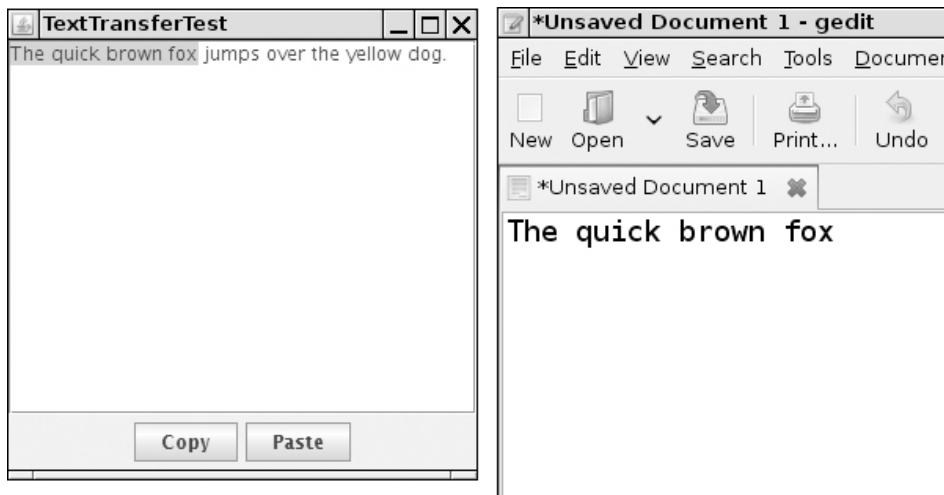 TextTransferTest
The quick brown fox jumps over the yellow dog.
Copy Paste
*Unsaved Document 1 - gedit
File Edit View Search Tools Documen
New Open Save Print... Undo
*Unsaved Document 1
The quick brown fox